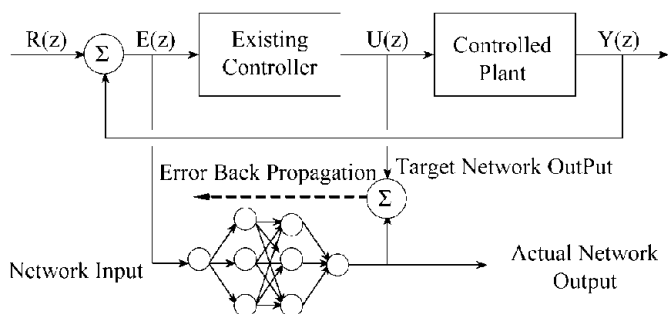 R(z)
Σ
E(z)
Existing
Controller
U(z)
Controlled
Plant
Y(z)
Error Back Propagation
Target Network OutPut
Σ
Network Input
Actual Network
Output